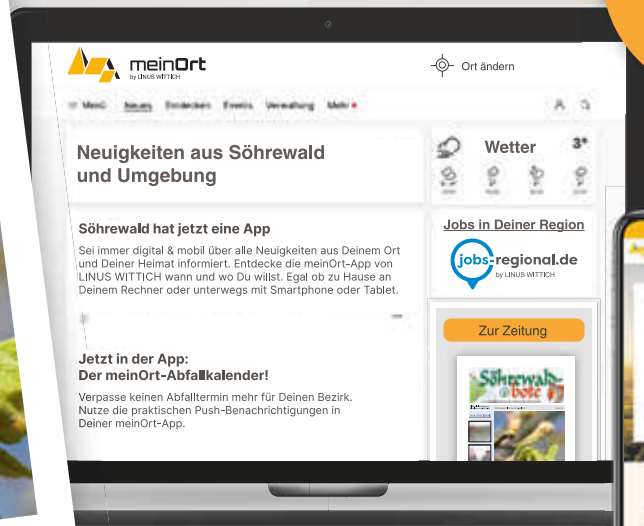 meinOrt
by LINUS WITTICH
Ort ändern
Menü Neues Entdecken Events Verwaltung Mehr
Neuigkeiten aus Söhrewald
und Umgebung
Wetter 3°
Söhrewald hat jetzt eine App
Sei immer digital & mobil über alle Neuigkeiten aus Deinem Ort
und Deiner Heimat informiert. Entdecke die meinOrt-App von
LINUS WITTICH wann und wo Du willst. Egal ob zu Hause an
Deinem Rechner oder unterwegs mit Smartphone oder Tablet.
Jobs in Deiner Region
jobs-regional.de
by LINUS WITTICH
Zur Zeitung
Söhrewald-
bote
Jetzt in der App:
Der meinOrt-Abfallkalender!
Verpasse keinen Abfalltermin mehr für Deinen Bezirk.
Nutze die praktischen Push-Benachrichtigungen in
Deiner meinOrt-App.